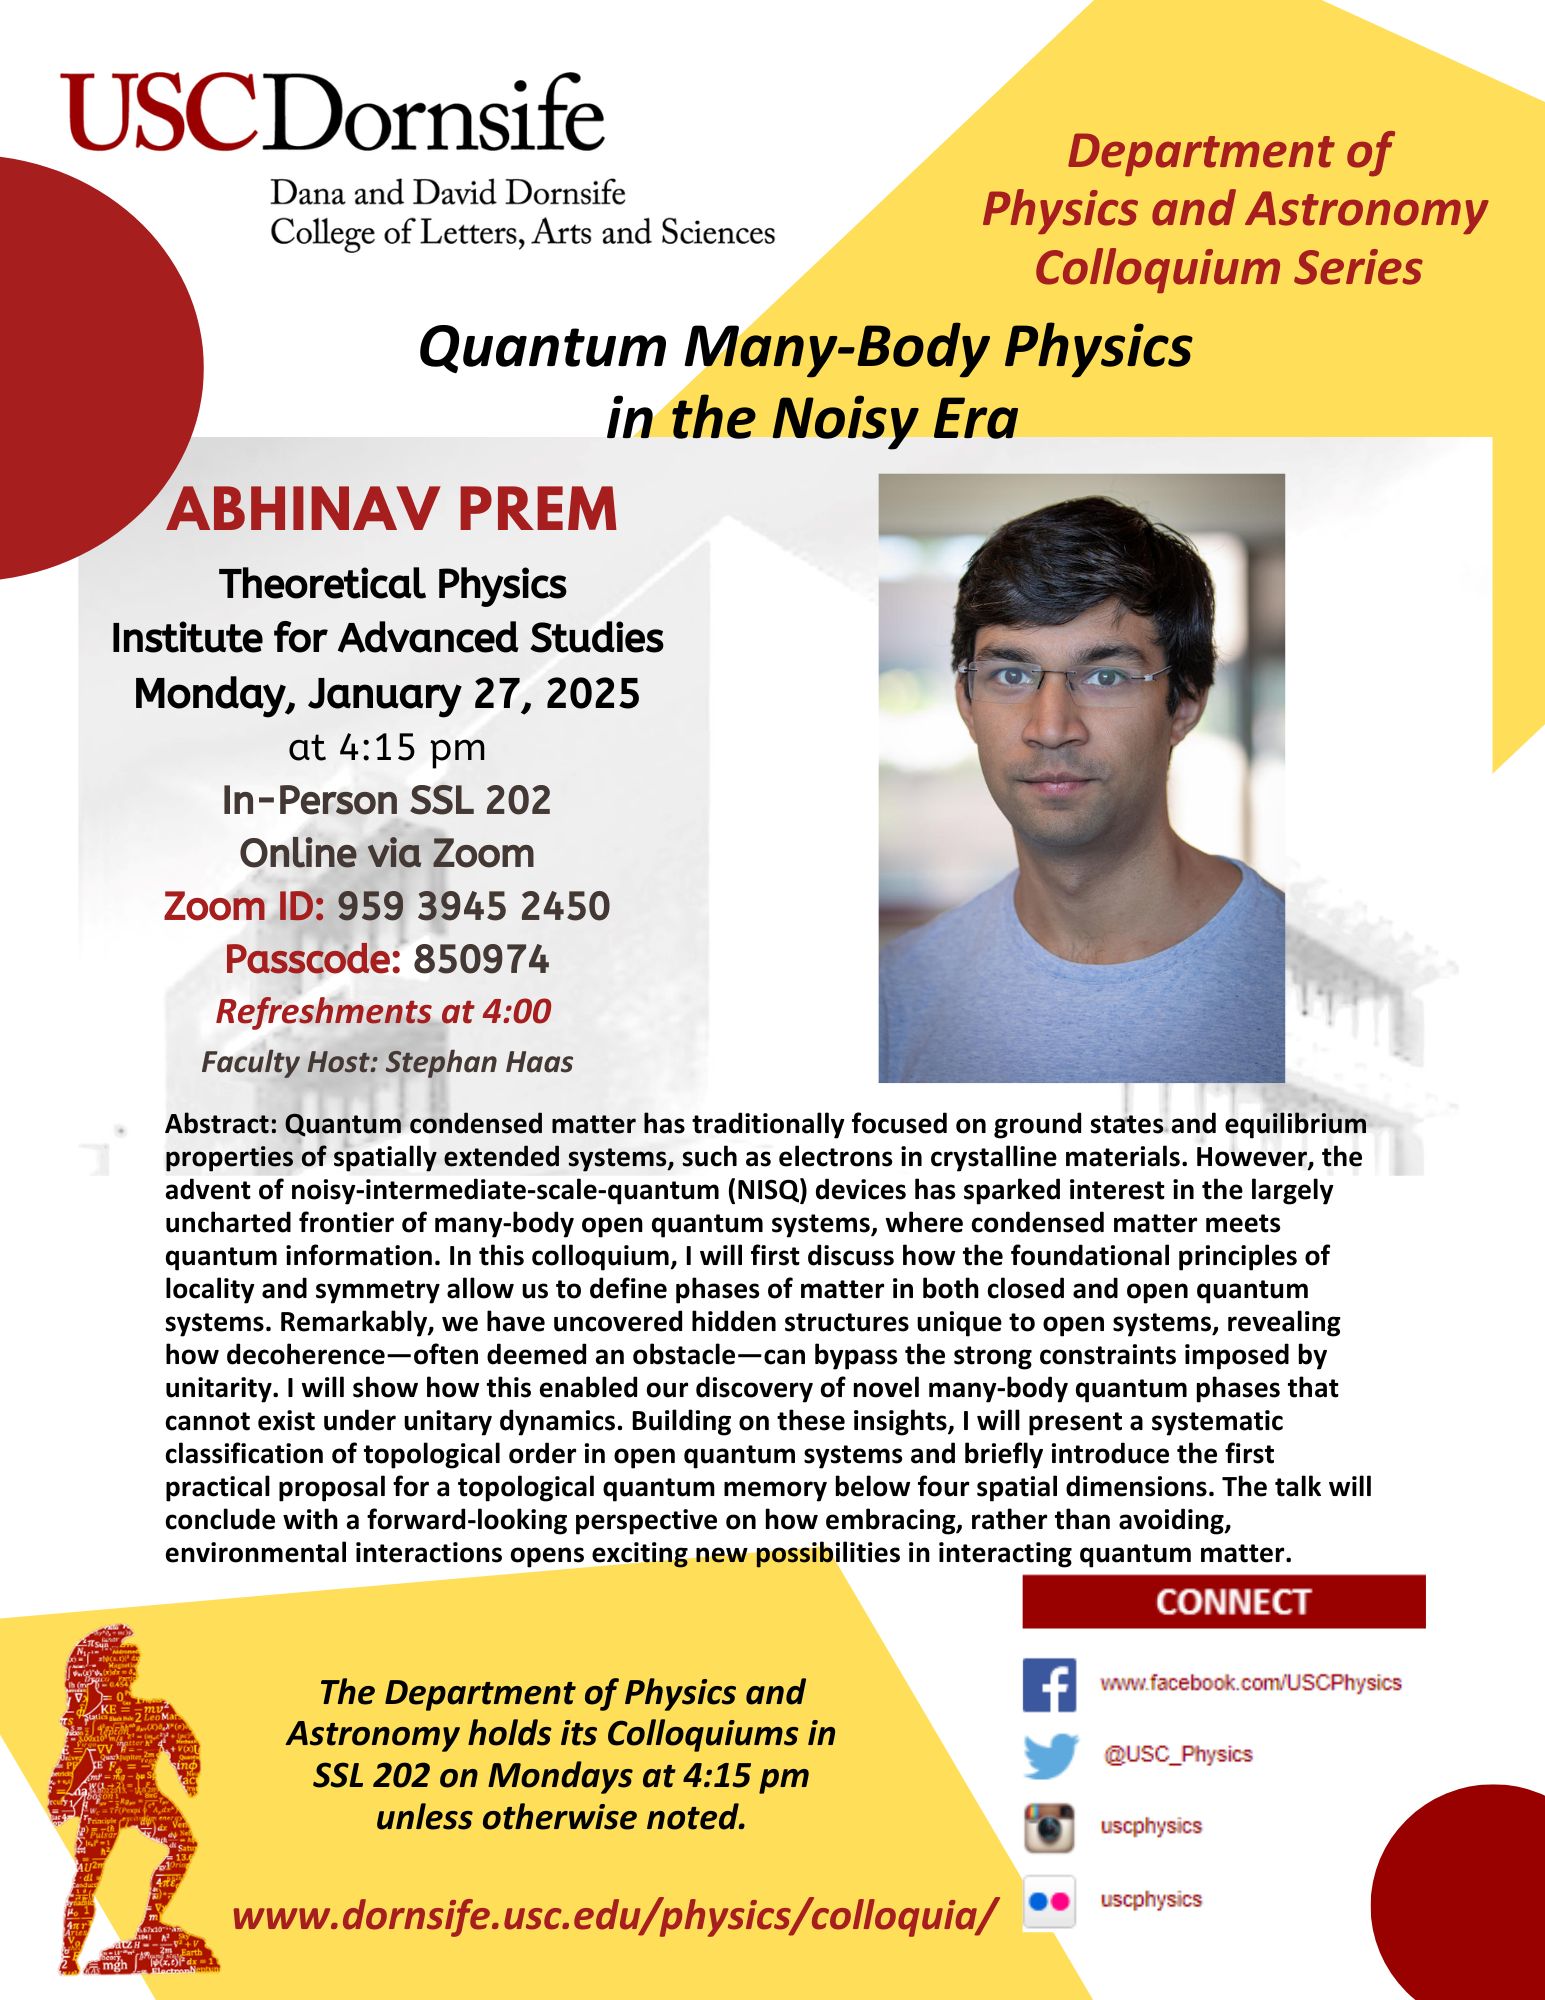 USCDornsife
Dana and David Dornsife
College of Letters, Arts and Sciences
Department of
Physics and Astronomy
Colloquium Series
Quantum Many-Body Physics
in the Noisy Era
ABHINAV PREM
Theoretical Physics
Institute for Advanced Studies
Monday, January 27, 2025
at 4:15 pm
In-Person SSL 202
Online via Zoom
Zoom ID: 959 3945 2450
Passcode: 850974
Refreshments at 4:00
Faculty Host: Stephan Haas
Abstract: Quantum condensed matter has traditionally focused on ground states and equilibrium
properties of spatially extended systems, such as electrons in crystalline materials. However, the
advent of noisy-intermediate-scale-quantum (NISQ) devices has sparked interest in the largely
uncharted frontier of many-body open quantum systems, where condensed matter meets
quantum information. In this colloquium, I will first discuss how the foundational principles of
locality and symmetry allow us to define phases of matter in both closed and open quantum
systems. Remarkably, we have uncovered hidden structures unique to open systems, revealing
how decoherence—often deemed an obstacle—can bypass the strong constraints imposed by
unitarity. I will show how this enabled our discovery of novel many-body quantum phases that
cannot exist under unitary dynamics. Building on these insights, I will present a systematic
classification of topological order in open quantum systems and briefly introduce the first
practical proposal for a topological quantum memory below four spatial dimensions. The talk will
conclude with a forward-looking perspective on how embracing, rather than avoiding,
environmental interactions opens exciting new possibilities in interacting quantum matter.
The Department of Physics and
Astronomy holds its Colloquiums in
SSL 202 on Mondays at 4:15 pm
unless otherwise noted.
www.dornsife.usc.edu/physics/colloquia/
CONNECT
www.facebook.com/USCPhysics
@USC_Physics
uscphysics
uscphysics